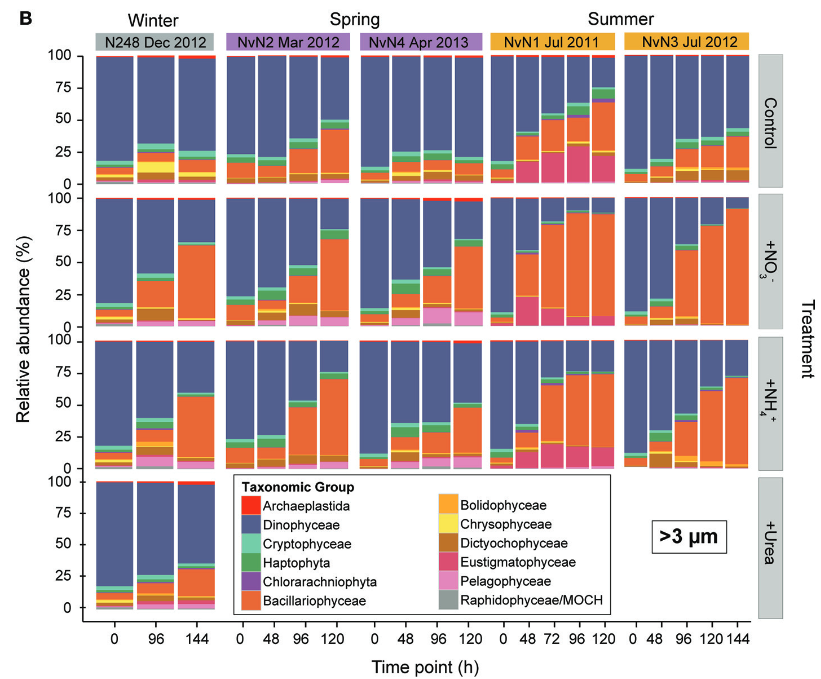 B
Winter Spring Summer
N248 Dec 2012 NvN2 Mar 2012 NvN4 Apr 2013 NvN1 Jul 2011 NvN3 Jul 2012
100
75
50
25
0
Control
100
75
50
25
0
+NO₃⁻
100
75
50
25
0
+NH₄⁺
100
75
50
25
0
+Urea
Relative abundance (%)
Treatment
Taxonomic Group
Archaeplastida
Dinophyceae
Cryptophyceae
Haptophyta
Chlorarachniophyta
Bacillariophyceae
Bolidophyceae
Chrysophyceae
Dictyochophyceae
Eustigmatophyceae
Pelagophyceae
Raphidophyceae/MOCH
>3 µm
0 96 144 0 48 96 120 0 48 96 120 0 48 72 96 120 0 48 96 120 144
Time point (h)